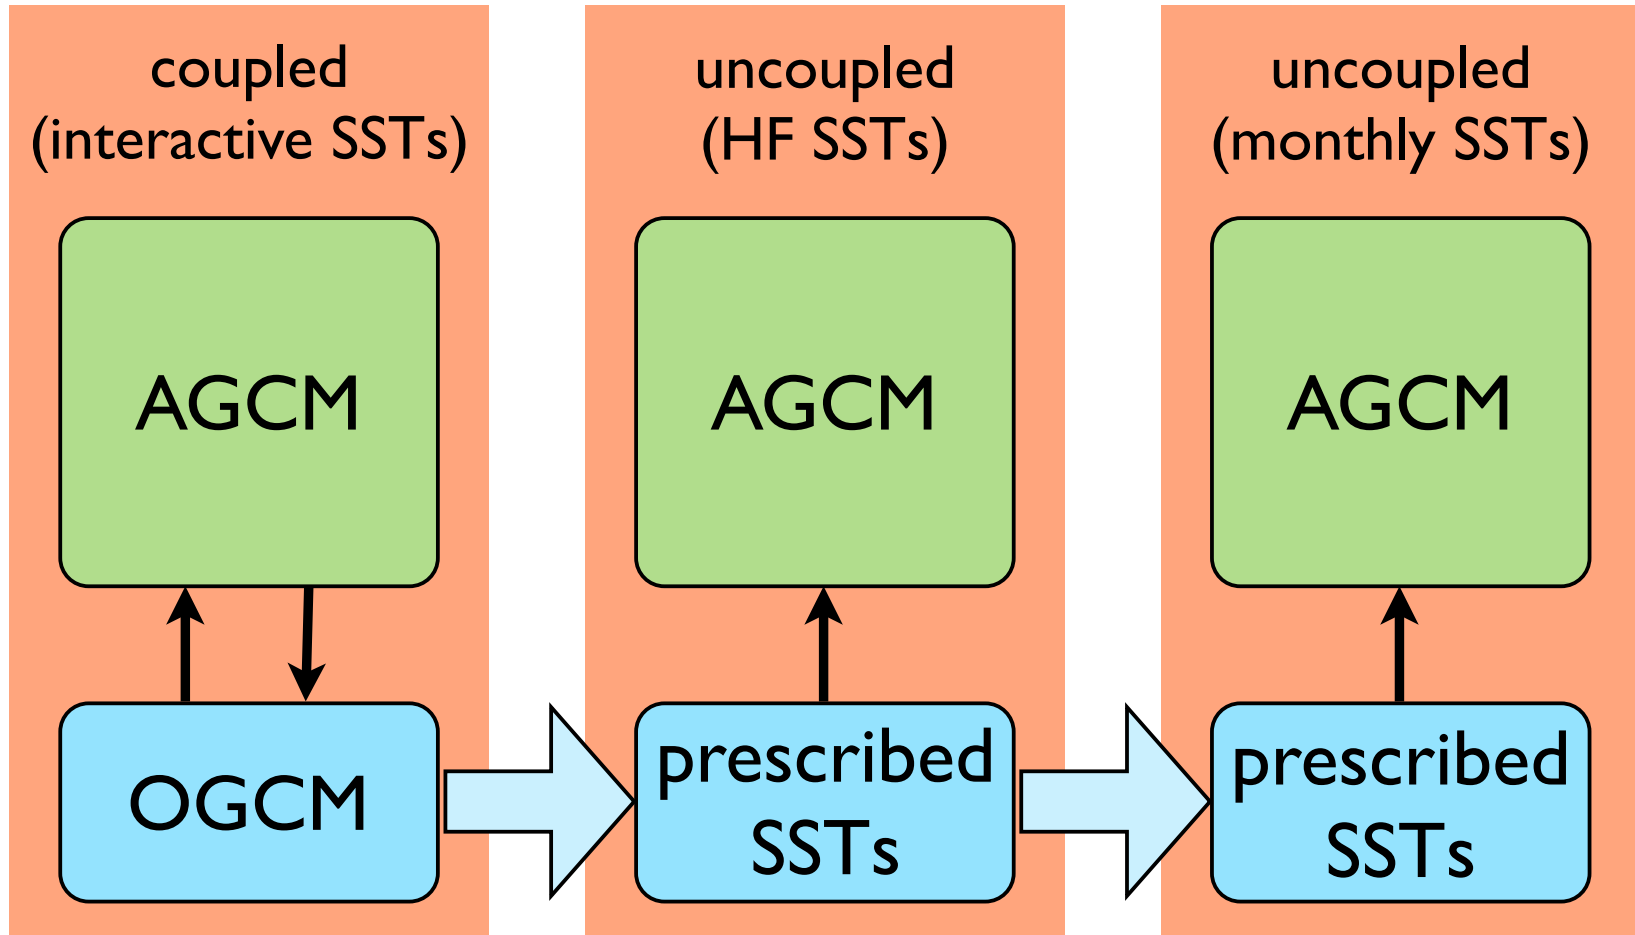 coupled
(interactive SSTs)
AGCM
OGCM
uncoupled
(HF SSTs)
AGCM
prescribed
SSTs
uncoupled
(monthly SSTs)
AGCM
prescribed
SSTs